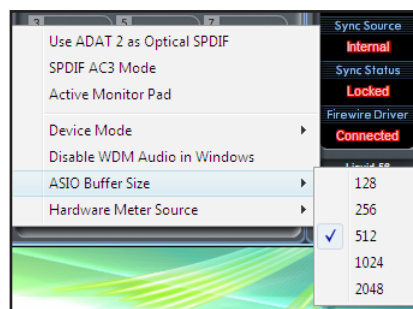 3 5 7
Use ADAT 2 as Optical SPDIF
SPDIF AC3 Mode
Active Monitor Pad
Device Mode
Disable WDM Audio in Windows
ASIO Buffer Size
Hardware Meter Source
Sync Source
Internal
Sync Status
Locked
Firewire Driver
Connected
Liquid 56
128
256
512
1024
2048